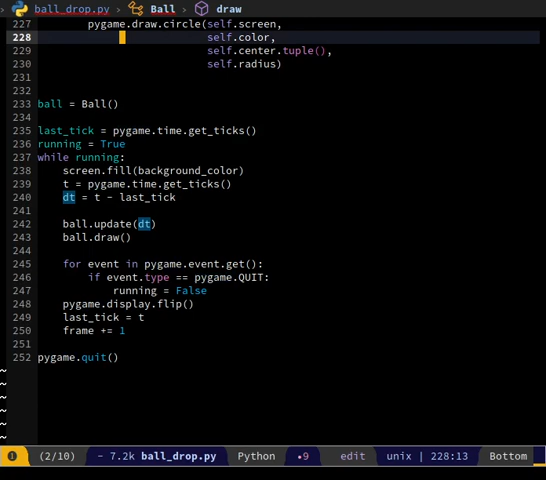 ball_drop.py > Ball > draw
227 pygame.draw.circle(self.screen,
228 self.color,
229 self.center.tuple(),
230 self.radius)
231
232
233 ball = Ball()
234
235 last_tick = pygame.time.get_ticks()
236 running = True
237 while running:
238 screen.fill(background_color)
239 t = pygame.time.get_ticks()
240 dt = t - last_tick
241
242 ball.update(dt)
243 ball.draw()
244
245 for event in pygame.event.get():
246 if event.type == pygame.QUIT:
247 running = False
248 pygame.display.flip()
249 last_tick = t
250 frame += 1
251
252 pygame.quit()
~
~
~
~
~
~
(2/10) - 7.2k ball_drop.py Python •9 edit unix | 228:13 Bottom